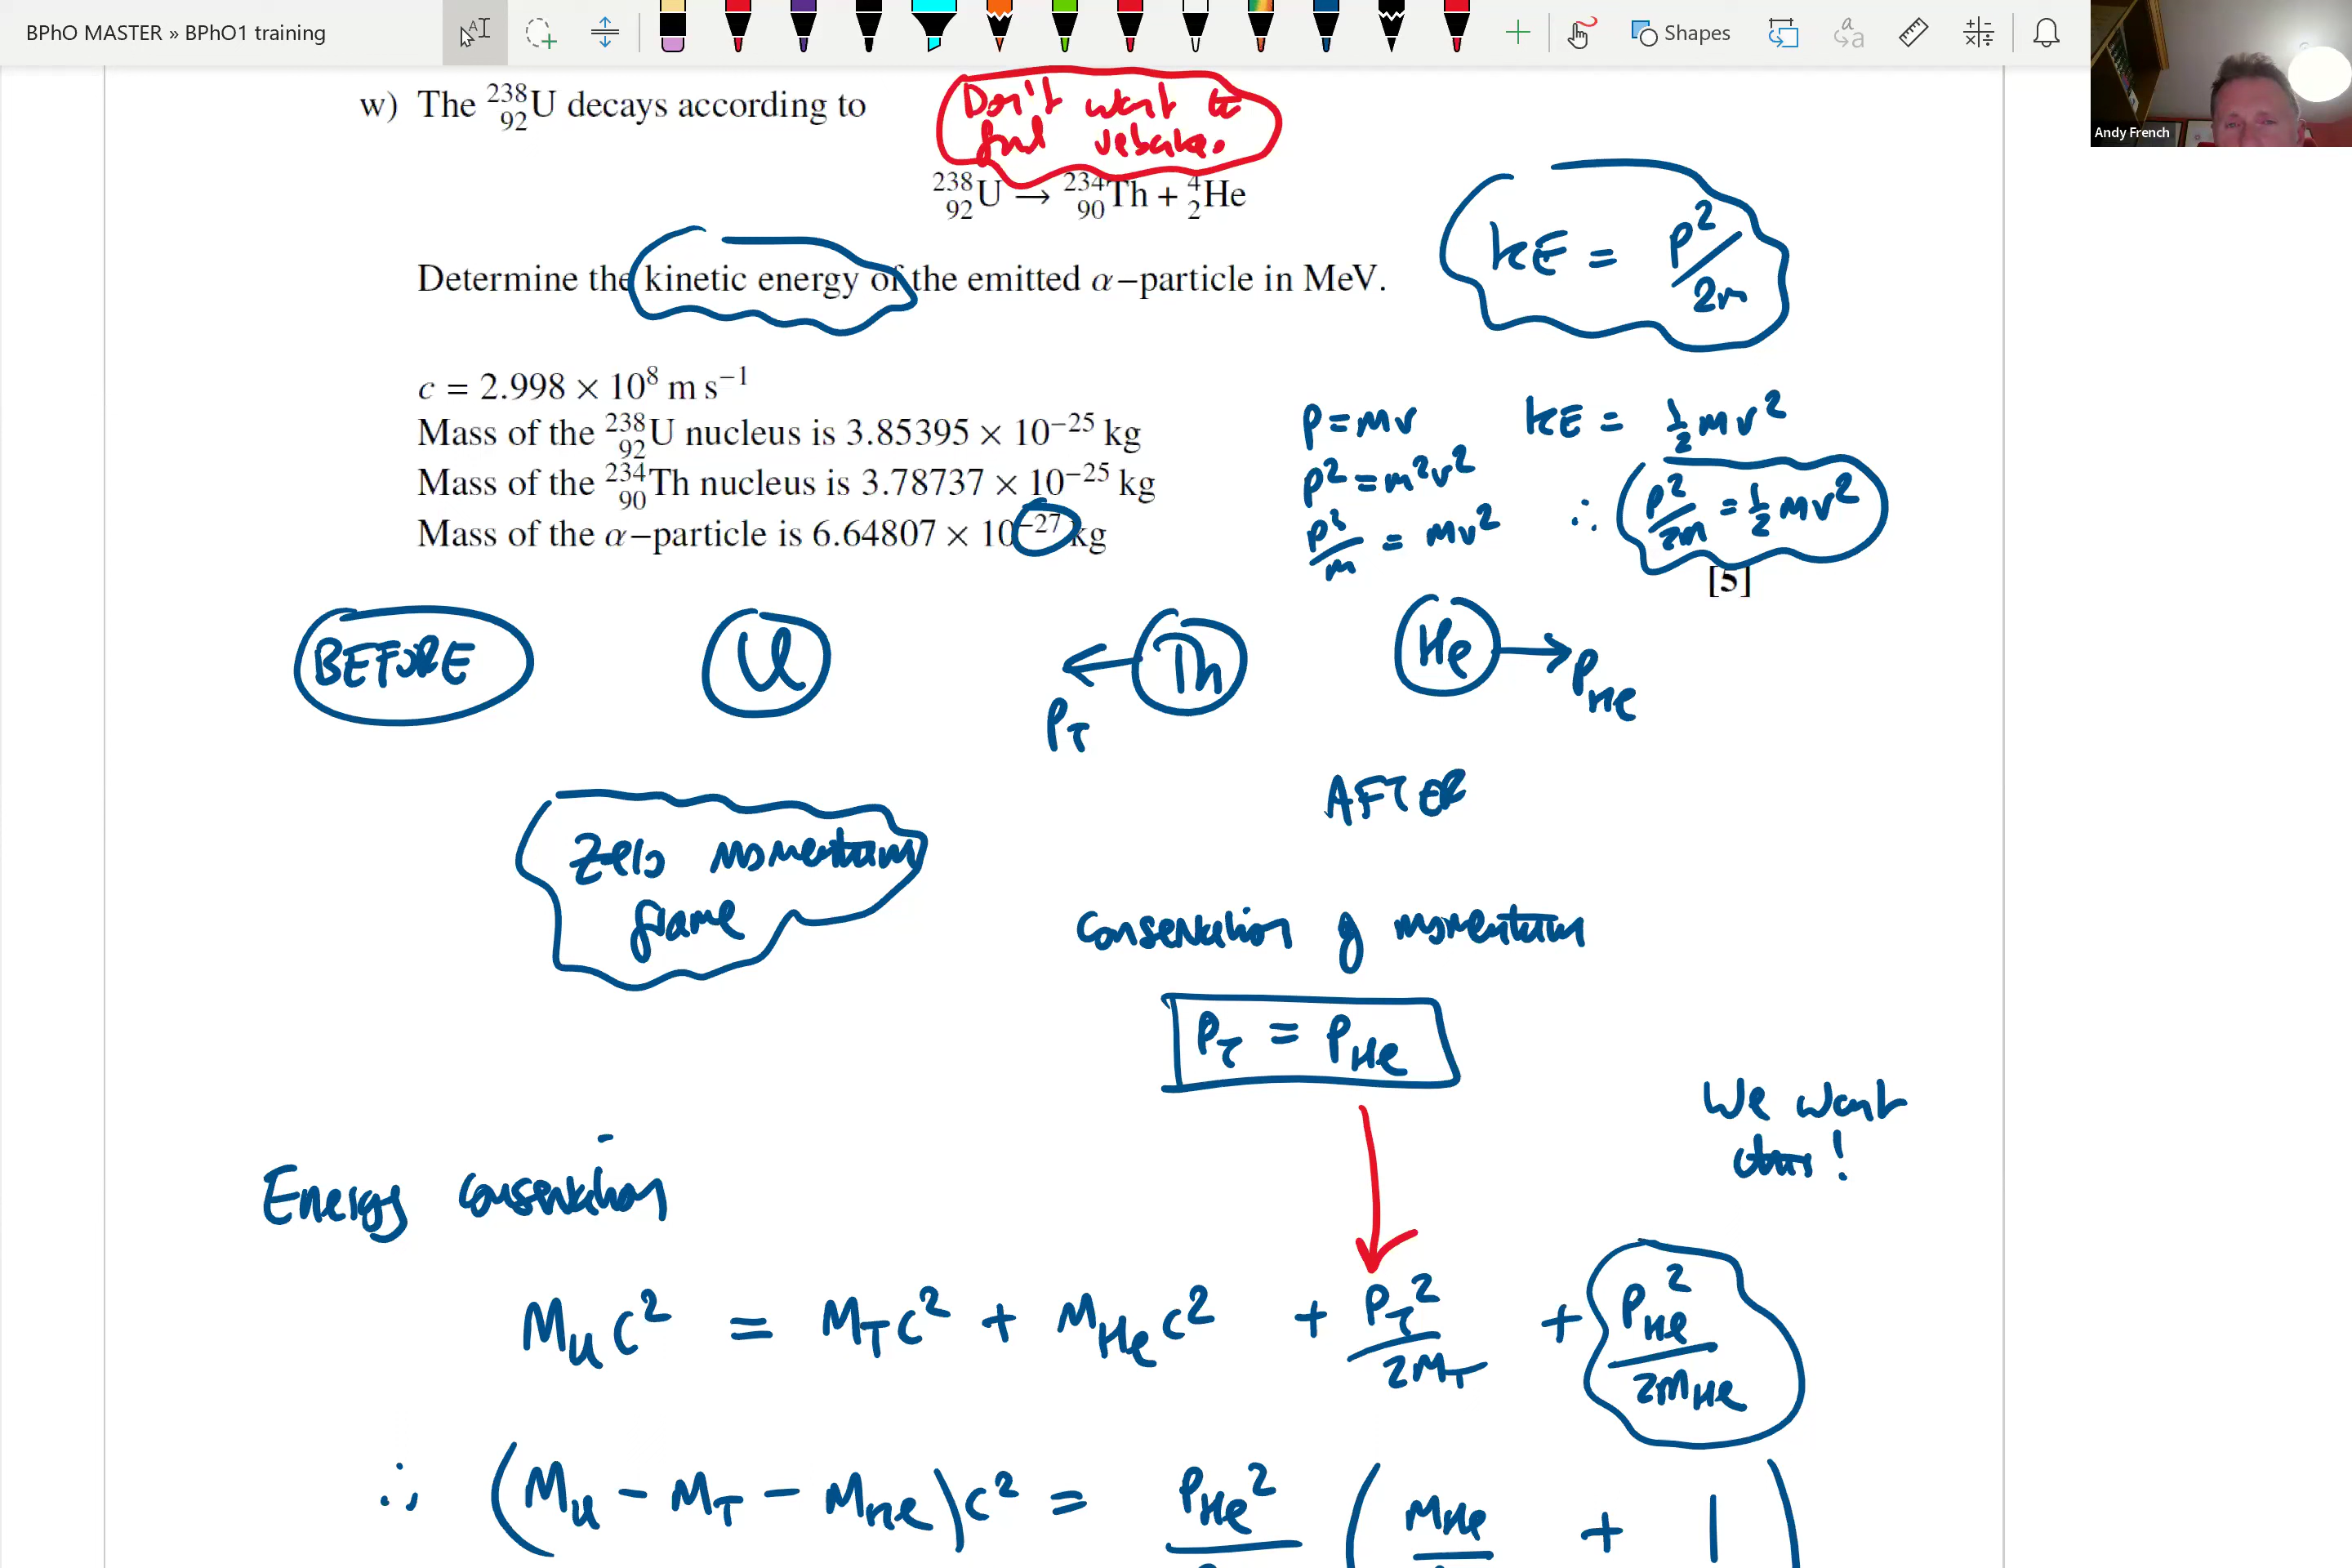 BPhO MASTER » BPhO1 training
Shapes
Andy French
w) The ²³⁸₉₂U decays according to
Don't want to
find
²³⁸₉₂U → ²³⁴₉₀Th + ⁴₂He
KE = p²/2m
Determine the kinetic energy of the emitted α−particle in MeV.
c = 2.998 × 10⁸ m s⁻¹
Mass of the ²³⁸₉₂U nucleus is 3.85395 × 10⁻²⁵ kg
Mass of the ²³⁴₉₀Th nucleus is 3.78737 × 10⁻²⁵ kg
Mass of the α−particle is 6.64807 × 10⁻²⁷ kg
p = mv
p² = m²v²
p²/m = mv²
KE = ½mv²
∴ p²/2m = ½mv²
[5]
BEFORE
U
Th
He
P_T
P_He
AFTER
Zero momentum
frame
Conservation of momentum
P_T = P_He
We want
this!
Energy conservation
M_U c² = M_T c² + M_He c² + P_T²/2M_T + P_He²/2M_He
∴ (M_U − M_T − M_He)c² = P_He² ( M_He + 1 )